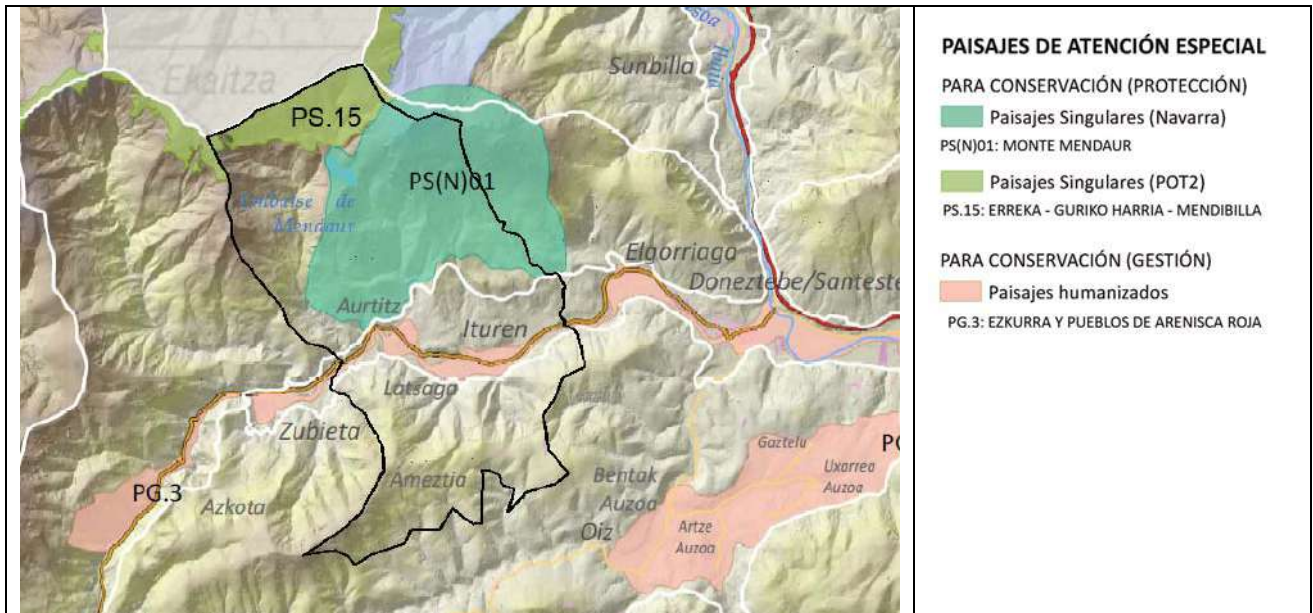 Ekaitza
PS.15
Sunbilla
PS(N)01
Embalse de
Mendaur
Elgorriaga
Doneztebe/Santeste
Aurtitz
Ituren
Latsaga
Zubieta
Ameztia
PG.3
Azkota
Bentak
Auzoa
Oiz
Gaztelu
Uxarrea
Auzoa
Artze
Auzoa
PG
PAISAJES DE ATENCIÓN ESPECIAL
PARA CONSERVACIÓN (PROTECCIÓN)
Paisajes Singulares (Navarra)
PS(N)01: MONTE MENDAUR
Paisajes Singulares (POT2)
PS.15: ERREKA - GURIKO HARRIA - MENDIBILLA
PARA CONSERVACIÓN (GESTIÓN)
Paisajes humanizados
PG.3: EZKURRA Y PUEBLOS DE ARENISCA ROJA